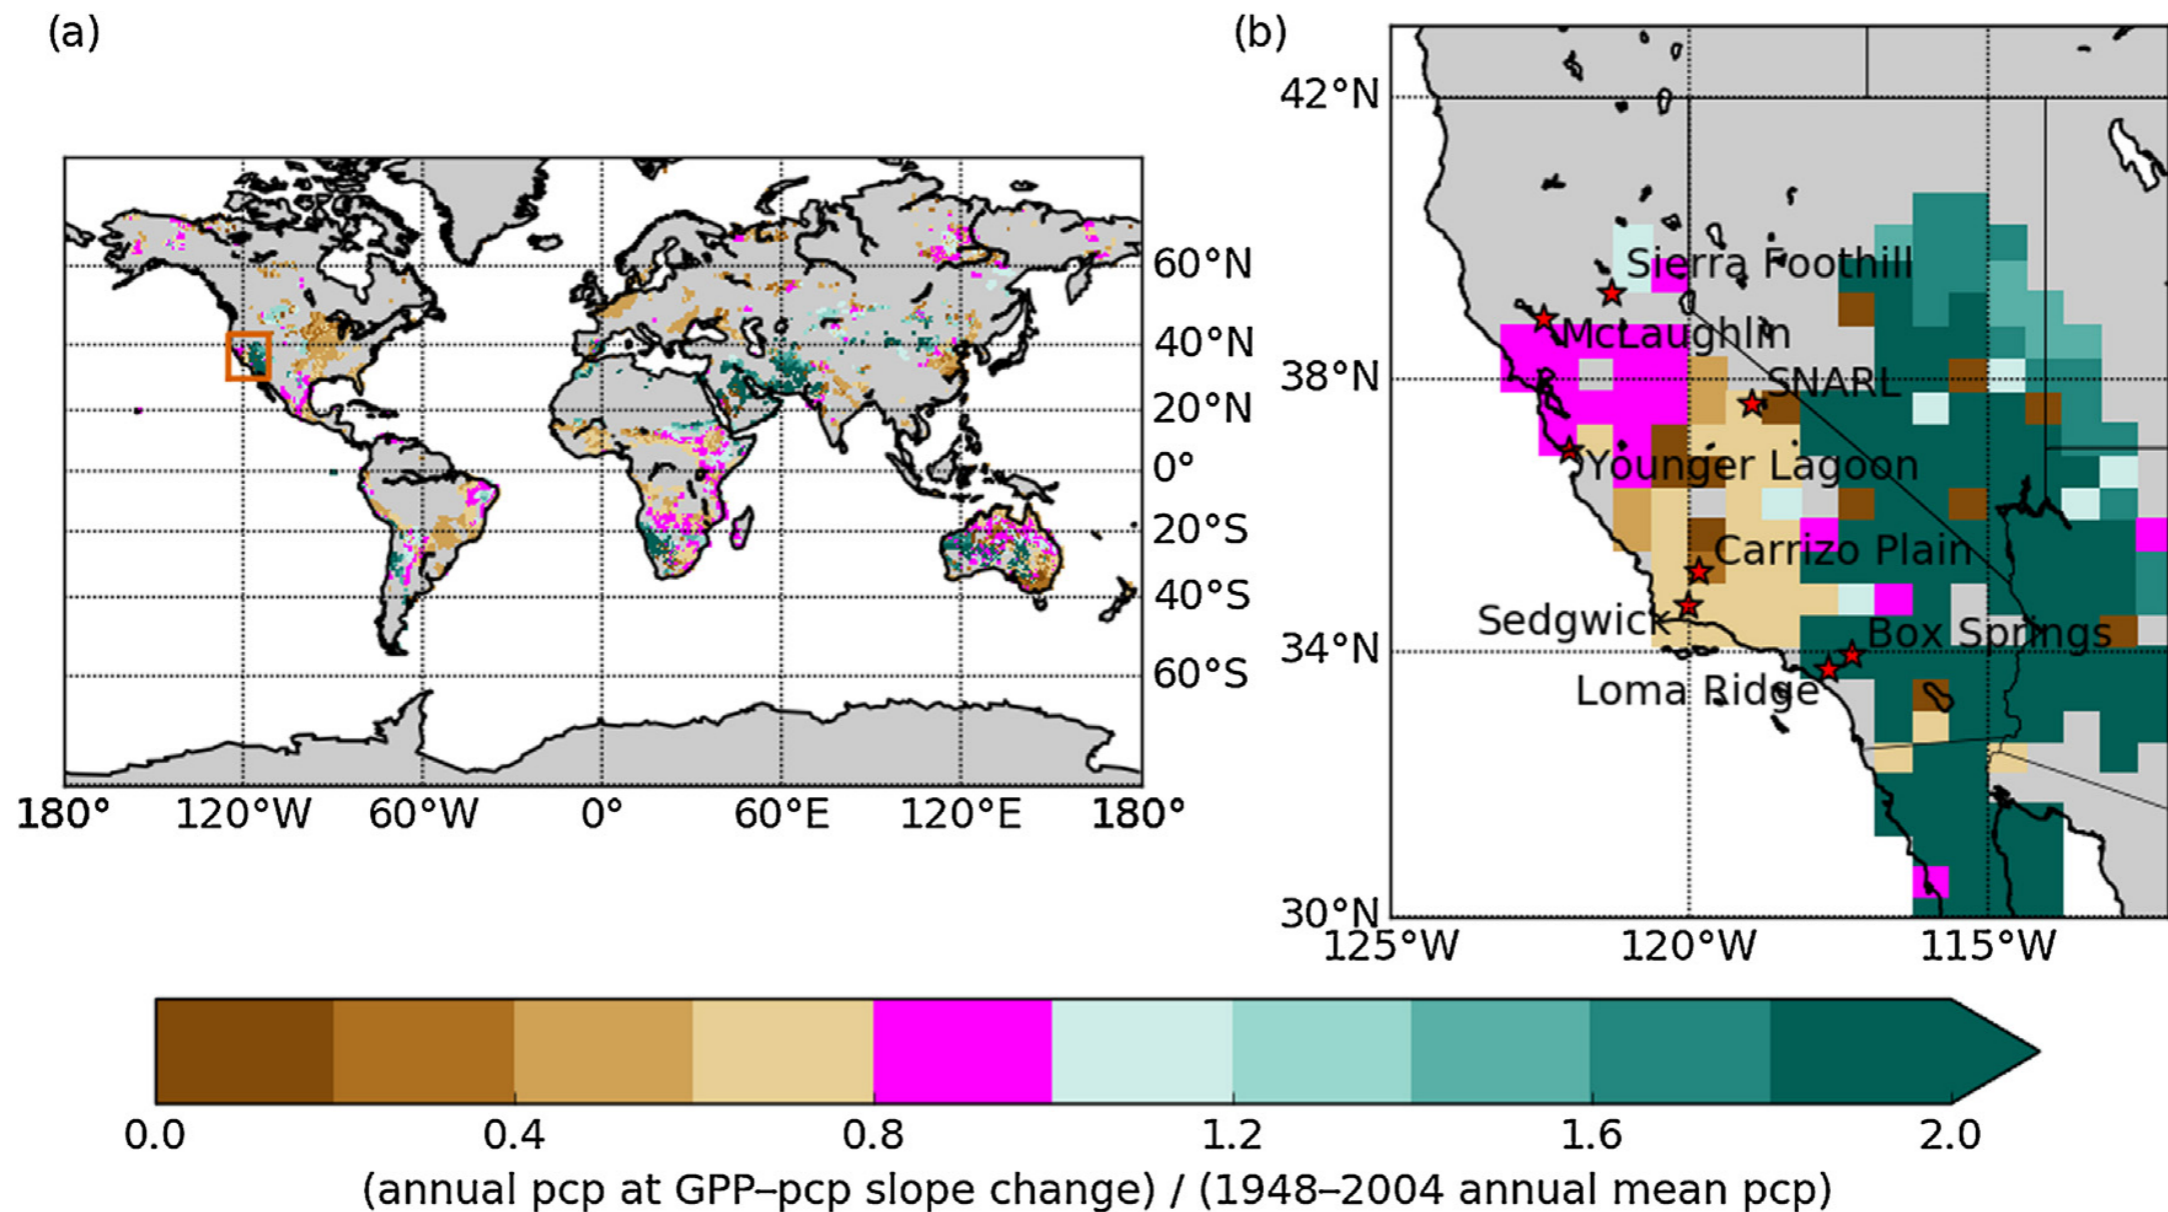 (a)
(b)
60°N
40°N
20°N
0°
20°S
40°S
60°S
180°
120°W
60°W
0°
60°E
120°E
180°
42°N
38°N
34°N
30°N
125°W
120°W
115°W
Sierra Foothill
McLaughlin
SNARL
Younger Lagoon
Carrizo Plain
Sedgwick
Box Springs
Loma Ridge
0.0
0.4
0.8
1.2
1.6
2.0
(annual pcp at GPP–pcp slope change) / (1948–2004 annual mean pcp)